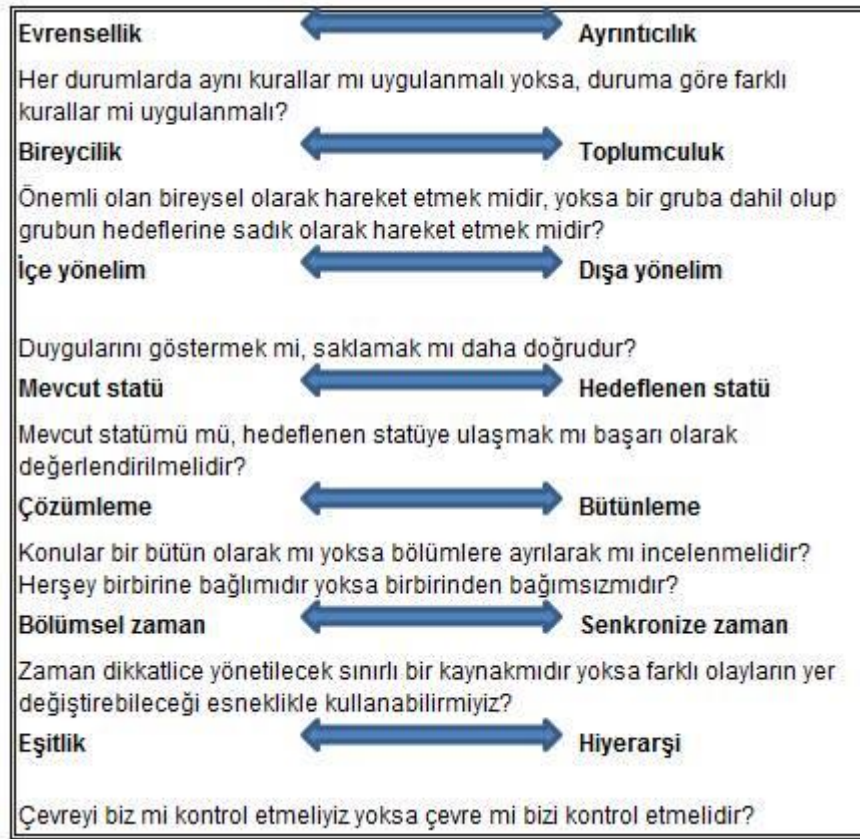 Evrensellik Ayrıntıcılık
Her durumlarda aynı kurallar mı uygulanmalı yoksa, duruma göre farklı
kurallar mi uygulanmalı?
Bireycilik Toplumculuk
Önemli olan bireysel olarak hareket etmek midir, yoksa bir gruba dahil olup
grubun hedeflerine sadık olarak hareket etmek midir?
İçe yönelim Dışa yönelim
Duygularını göstermek mi, saklamak mı daha doğrudur?
Mevcut statü Hedeflenen statü
Mevcut statümü mü, hedeflenen statüye ulaşmak mı başarı olarak
değerlendirilmelidir?
Çözümleme Bütünleme
Konular bir bütün olarak mı yoksa bölümlere ayrılarak mı incelenmelidir?
Herşey birbirine bağlımıdır yoksa birbirinden bağımsızmıdır?
Bölümsel zaman Senkronize zaman
Zaman dikkatlice yönetilecek sınırlı bir kaynakmıdır yoksa farklı olayların yer
değiştirebileceği esneklikle kullanabilirmiyiz?
Eşitlik Hiyerarşi
Çevreyi biz mi kontrol etmeliyiz yoksa çevre mi bizi kontrol etmelidir?